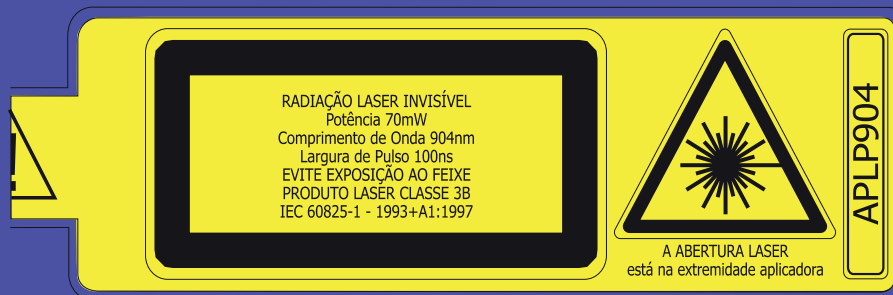 RADIAÇÃO LASER INVISÍVEL
Potência 70mW
Comprimento de Onda 904nm
Largura de Pulso 100ns
EVITE EXPOSIÇÃO AO FEIXE
PRODUTO LASER CLASSE 3B
IEC 60825-1 - 1993+A1:1997
A ABERTURA LASER
está na extremidade aplicadora
APLP904
!